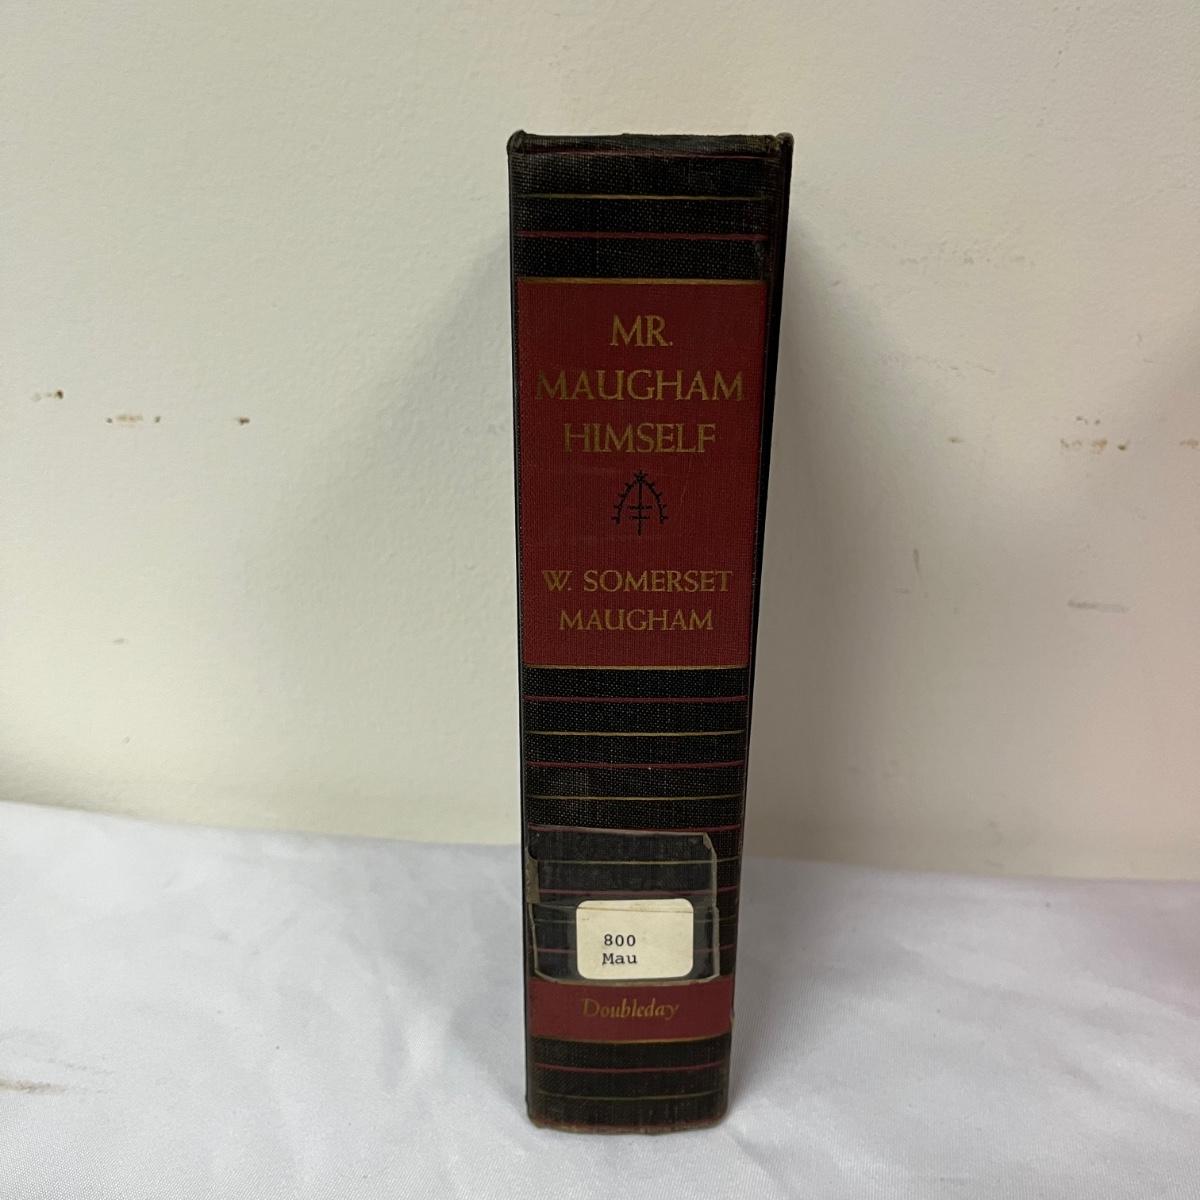 MR.
MAUGHAM
HIMSELF
W. SOMERSET
MAUGHAM
800
Mau
Doubleday